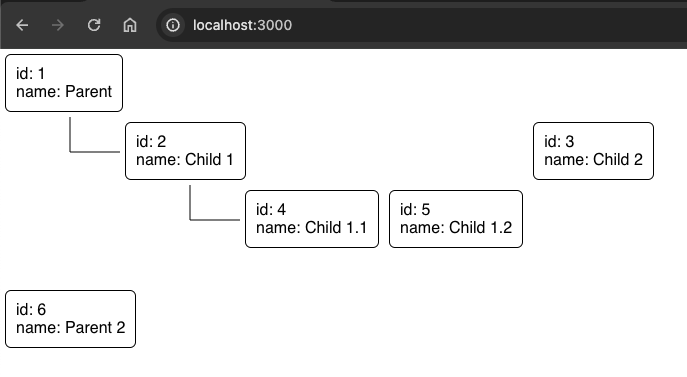 localhost:3000
id: 1
name: Parent
id: 2
name: Child 1
id: 3
name: Child 2
id: 4
name: Child 1.1
id: 5
name: Child 1.2
id: 6
name: Parent 2